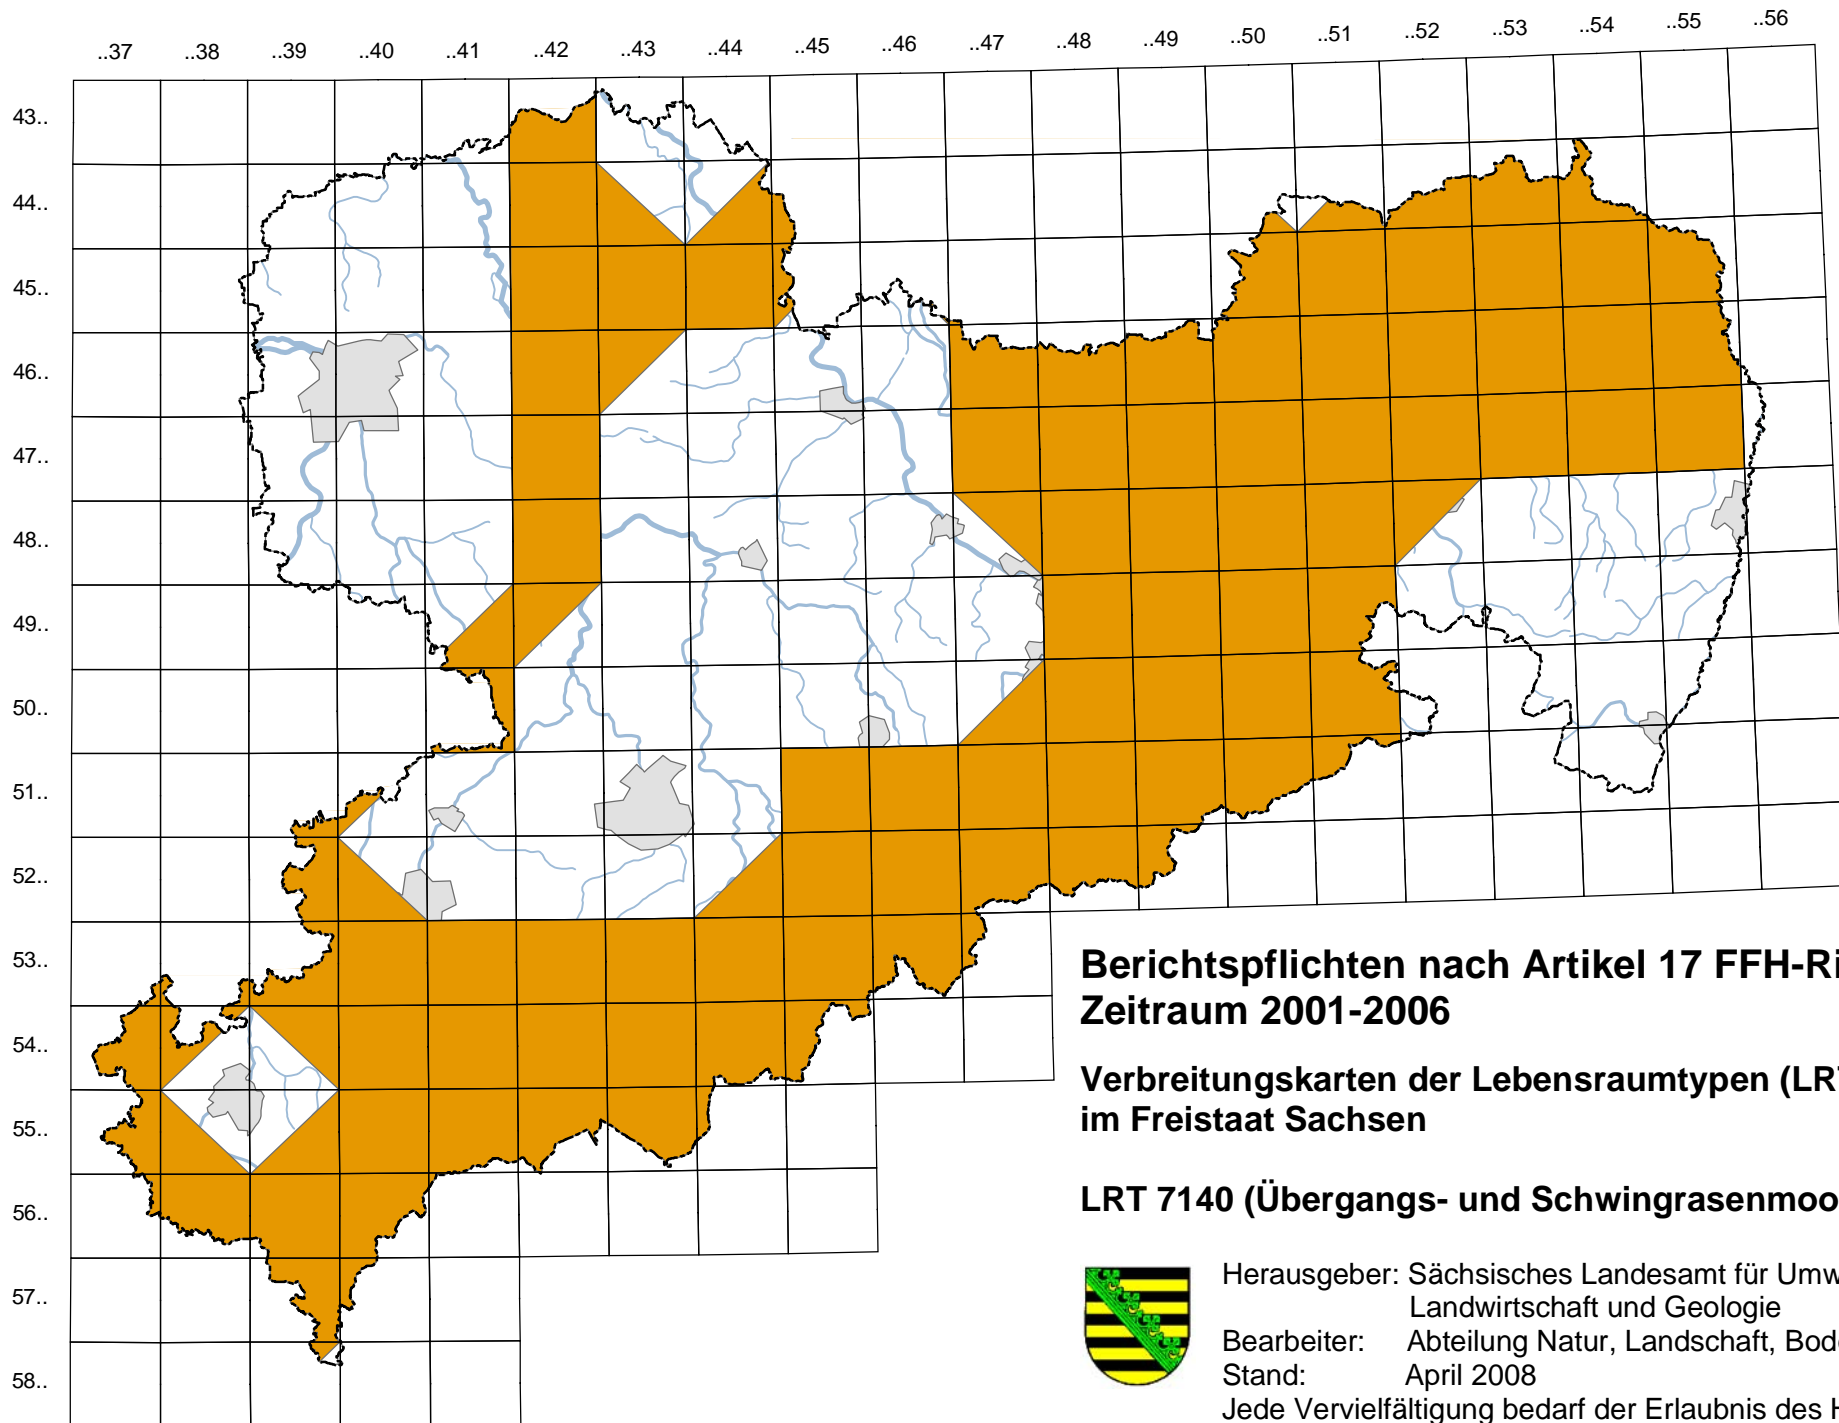 ..37 ..38 ..39 ..40 ..41 ..42 ..43 ..44 ..45 ..46 ..47 ..48 ..49 ..50 ..51 ..52 ..53 ..54 ..55 ..56
43..
44..
45..
46..
47..
48..
49..
50..
51..
52..
53..
54..
55..
56..
57..
58..
Berichtspflichten nach Artikel 17 FFH-Ri
Zeitraum 2001-2006
Verbreitungskarten der Lebensraumtypen (LRT
im Freistaat Sachsen
LRT 7140 (Übergangs- und Schwingrasenmoo
Herausgeber: Sächsisches Landesamt für Umw
Landwirtschaft und Geologie
Bearbeiter: Abteilung Natur, Landschaft, Bod
Stand: April 2008
Jede Vervielfältigung bedarf der Erlaubnis des H